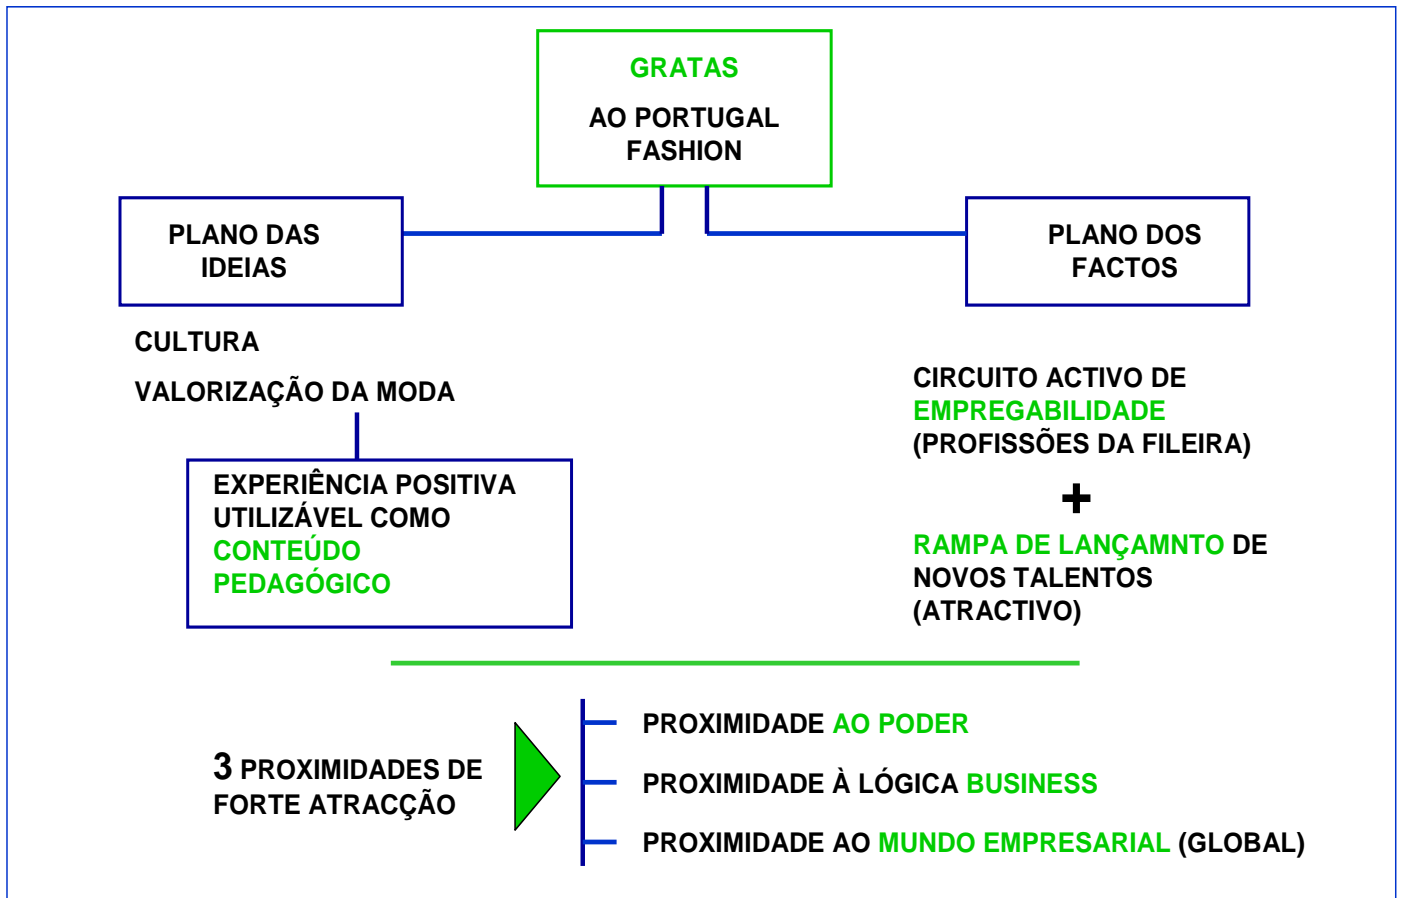 GRATAS
AO PORTUGAL
FASHION
PLANO DAS
IDEIAS
PLANO DOS
FACTOS
CULTURA
VALORIZAÇÃO DA MODA
EXPERIÊNCIA POSITIVA
UTILIZÁVEL COMO
CONTEÚDO
PEDAGÓGICO
CIRCUITO ACTIVO DE
EMPREGABILIDADE
(PROFISSÕES DA FILEIRA)
+
RAMPA DE LANÇAMNTO DE
NOVOS TALENTOS
(ATRACTIVO)
3 PROXIMIDADES DE
FORTE ATRACÇÃO
PROXIMIDADE AO PODER
PROXIMIDADE À LÓGICA BUSINESS
PROXIMIDADE AO MUNDO EMPRESARIAL (GLOBAL)